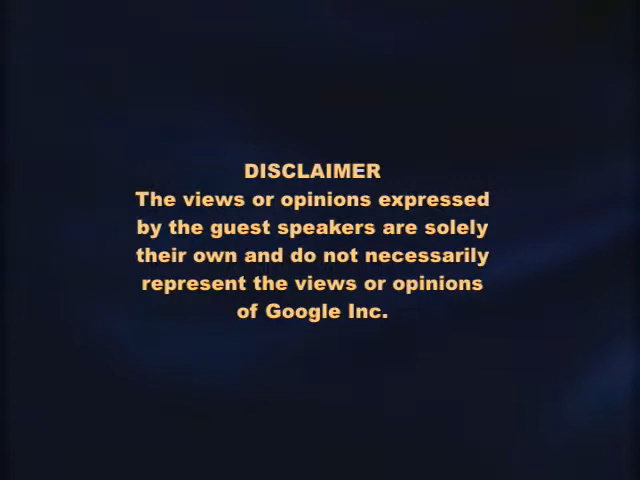 DISCLAIMER
The views or opinions expressed
by the guest speakers are solely
their own and do not necessarily
represent the views or opinions
of Google Inc.